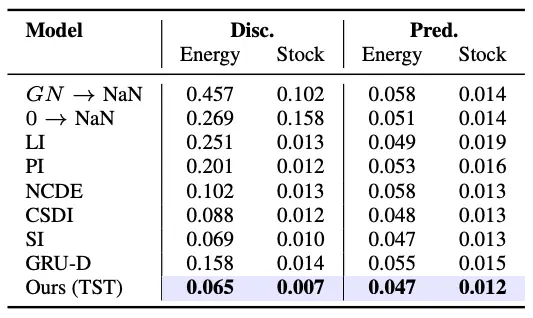 Model Disc. Pred.
Energy Stock Energy Stock
GN → NaN 0.457 0.102 0.058 0.014
0 → NaN 0.269 0.158 0.051 0.014
LI 0.251 0.013 0.049 0.019
PI 0.201 0.012 0.053 0.016
NCDE 0.102 0.013 0.058 0.013
CSDI 0.088 0.012 0.048 0.013
SI 0.069 0.010 0.047 0.013
GRU-D 0.158 0.014 0.055 0.015
Ours (TST) 0.065 0.007 0.047 0.012